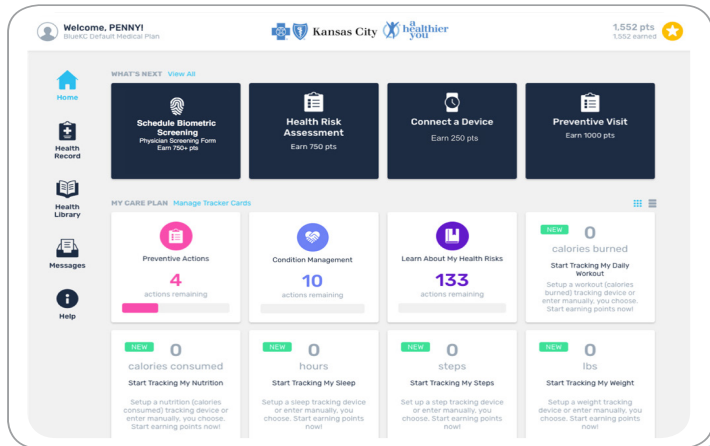 Welcome, PENNY!
BlueKC Default Medical Plan
Kansas City
a healthier you
1,552 pts
1,552 earned
Home
Health Record
Health Library
Messages
Help
WHAT'S NEXT View All
Schedule Biometric
Screening
Physician Screening Form
Earn 750+ pts
Health Risk
Assessment
Earn 750 pts
Connect a Device
Earn 250 pts
Preventive Visit
Earn 1000 pts
MY CARE PLAN Manage Tracker Cards
Preventive Actions
4
actions remaining
Condition Management
10
actions remaining
Learn About My Health Risks
133
actions remaining
NEW
0
calories burned
Start Tracking My Daily
Workout
Setup a workout (calories
burned) tracking device or
enter manually, you choose.
Start earning points now!
NEW
0
calories consumed
Start Tracking My Nutrition
Setup a nutrition (calories
consumed) tracking device or
enter manually, you choose.
Start earning points now!
NEW
0
hours
Start Tracking My Sleep
Setup a sleep tracking device
or enter manually, you
choose. Start earning points
now!
NEW
0
steps
Start Tracking My Steps
Setup a step tracking device
or enter manually, you
choose. Start earning points
now!
NEW
0
lbs
Start Tracking My Weight
Setup a weight tracking
device or enter manually, you
choose. Start earning points
now!